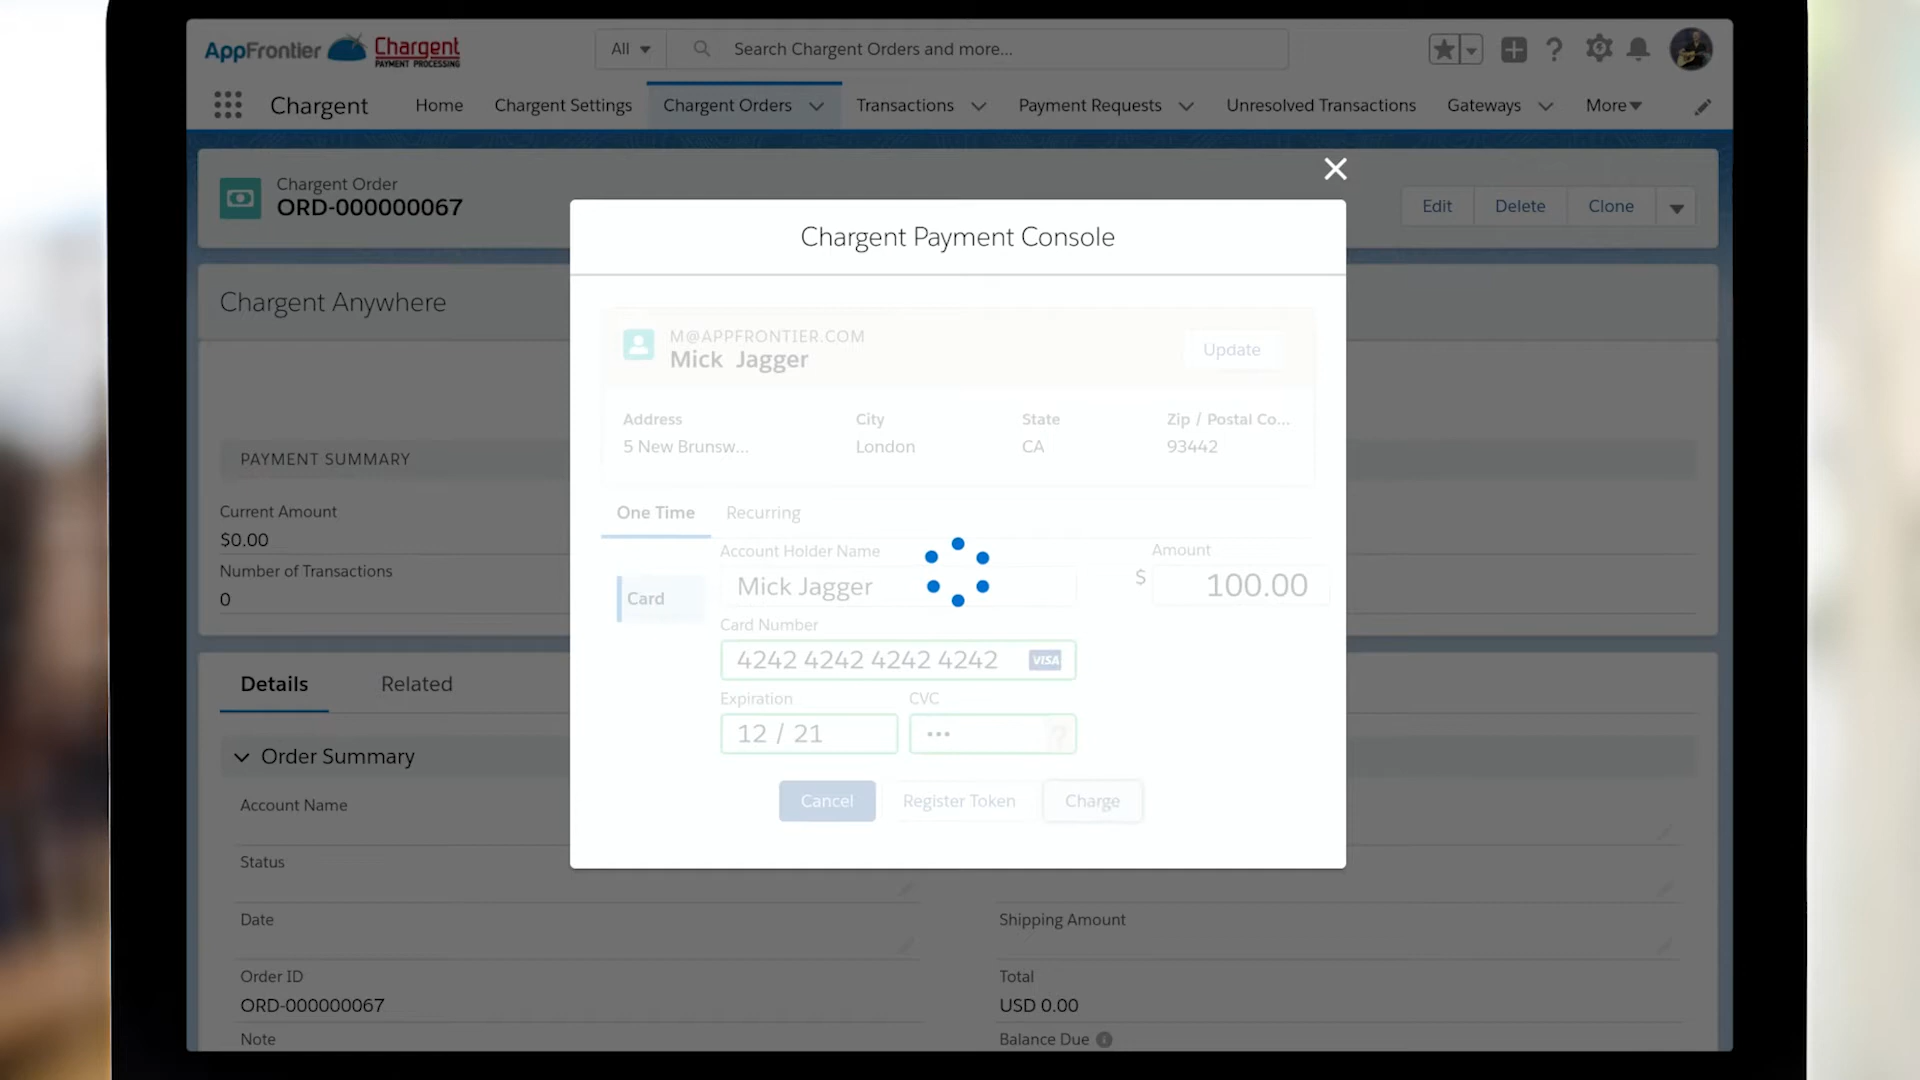 AppFrontier Chargent
PAYMENT PROCESSING
All Search Chargent Orders and more...
Chargent Home Chargent Settings Chargent Orders Transactions Payment Requests Unresolved Transactions Gateways More
Chargent Order
ORD-000000067
Edit Delete Clone
Chargent Payment Console
Chargent Anywhere
M@APPFRONTIER.COM
Mick Jagger
Update
Address City State Zip / Postal Co...
5 New Brunsw... London CA 93442
PAYMENT SUMMARY
Current Amount
$0.00
Number of Transactions
0
One Time Recurring
Account Holder Name Amount
Card
Mick Jagger $ 100.00
Card Number
4242 4242 4242 4242 VISA
Expiration CVC
12 / 21 •••
?
Cancel Register Token Charge
Details Related
Order Summary
Account Name
Status
Date Shipping Amount
Order ID Total
ORD-000000067 USD 0.00
Note Balance Due